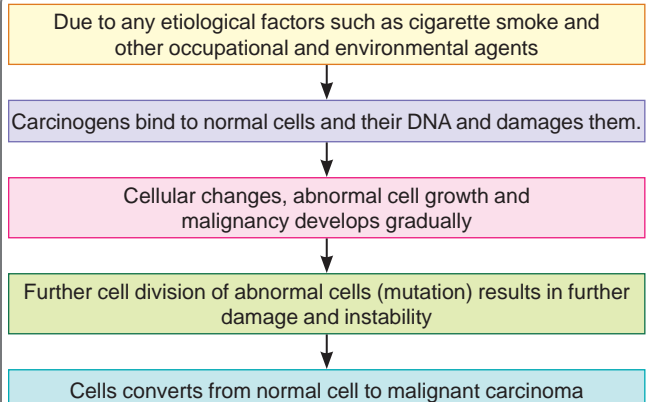 Due to any etiological factors such as cigarette smoke and
other occupational and environmental agents
Carcinogens bind to normal cells and their DNA and damages them.
Cellular changes, abnormal cell growth and
malignancy develops gradually
Further cell division of abnormal cells (mutation) results in further
damage and instability
Cells converts from normal cell to malignant carcinoma